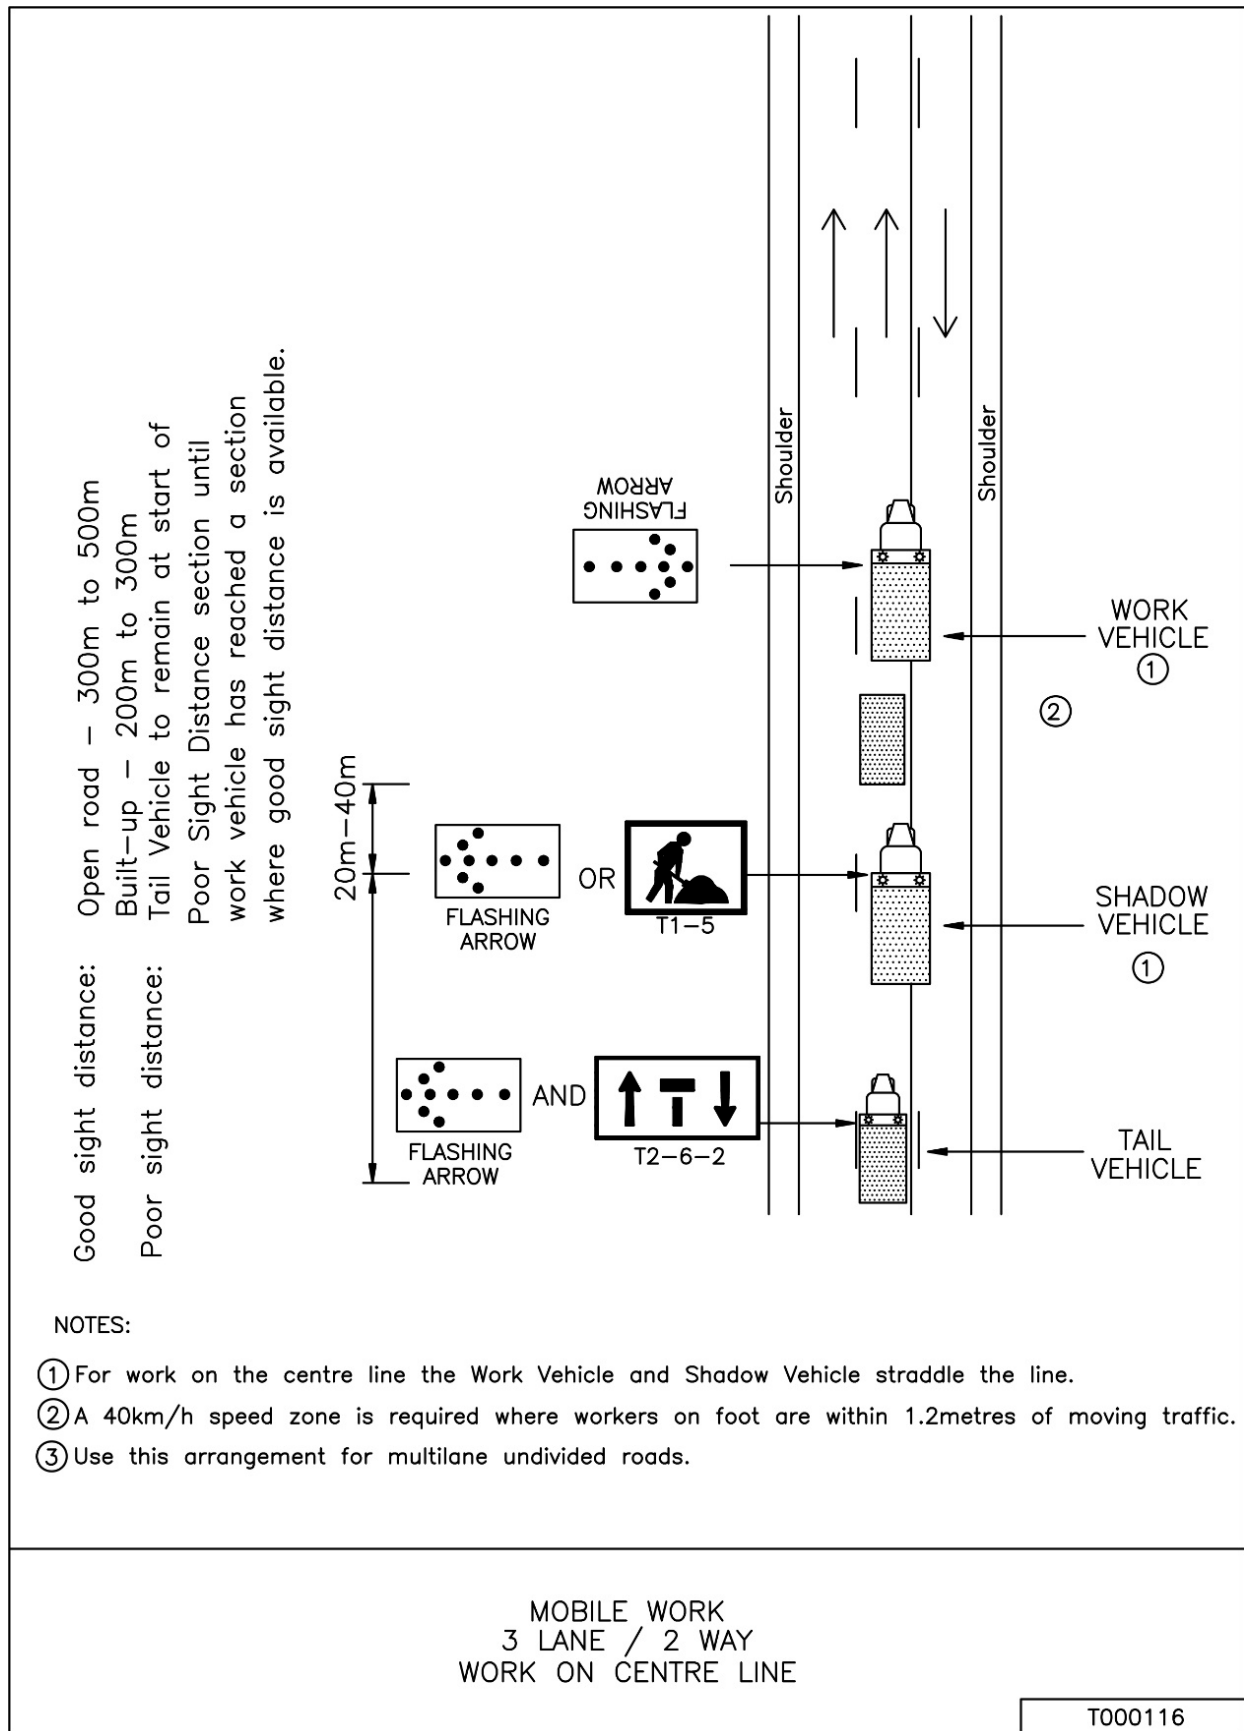 Good sight distance: Open road – 300m to 500m
Built-up – 200m to 300m
Poor sight distance: Tail Vehicle to remain at start of
Poor Sight Distance section until
work vehicle has reached a section
where good sight distance is available.
Shoulder
Shoulder
FLASHING
ARROW
WORK
VEHICLE
1
2
20m-40m
OR
FLASHING
ARROW
T1-5
SHADOW
VEHICLE
1
AND
FLASHING
ARROW
T2-6-2
TAIL
VEHICLE
NOTES:
1 For work on the centre line the Work Vehicle and Shadow Vehicle straddle the line.
2 A 40km/h speed zone is required where workers on foot are within 1.2metres of moving traffic.
3 Use this arrangement for multilane undivided roads.
MOBILE WORK
3 LANE / 2 WAY
WORK ON CENTRE LINE
T000116